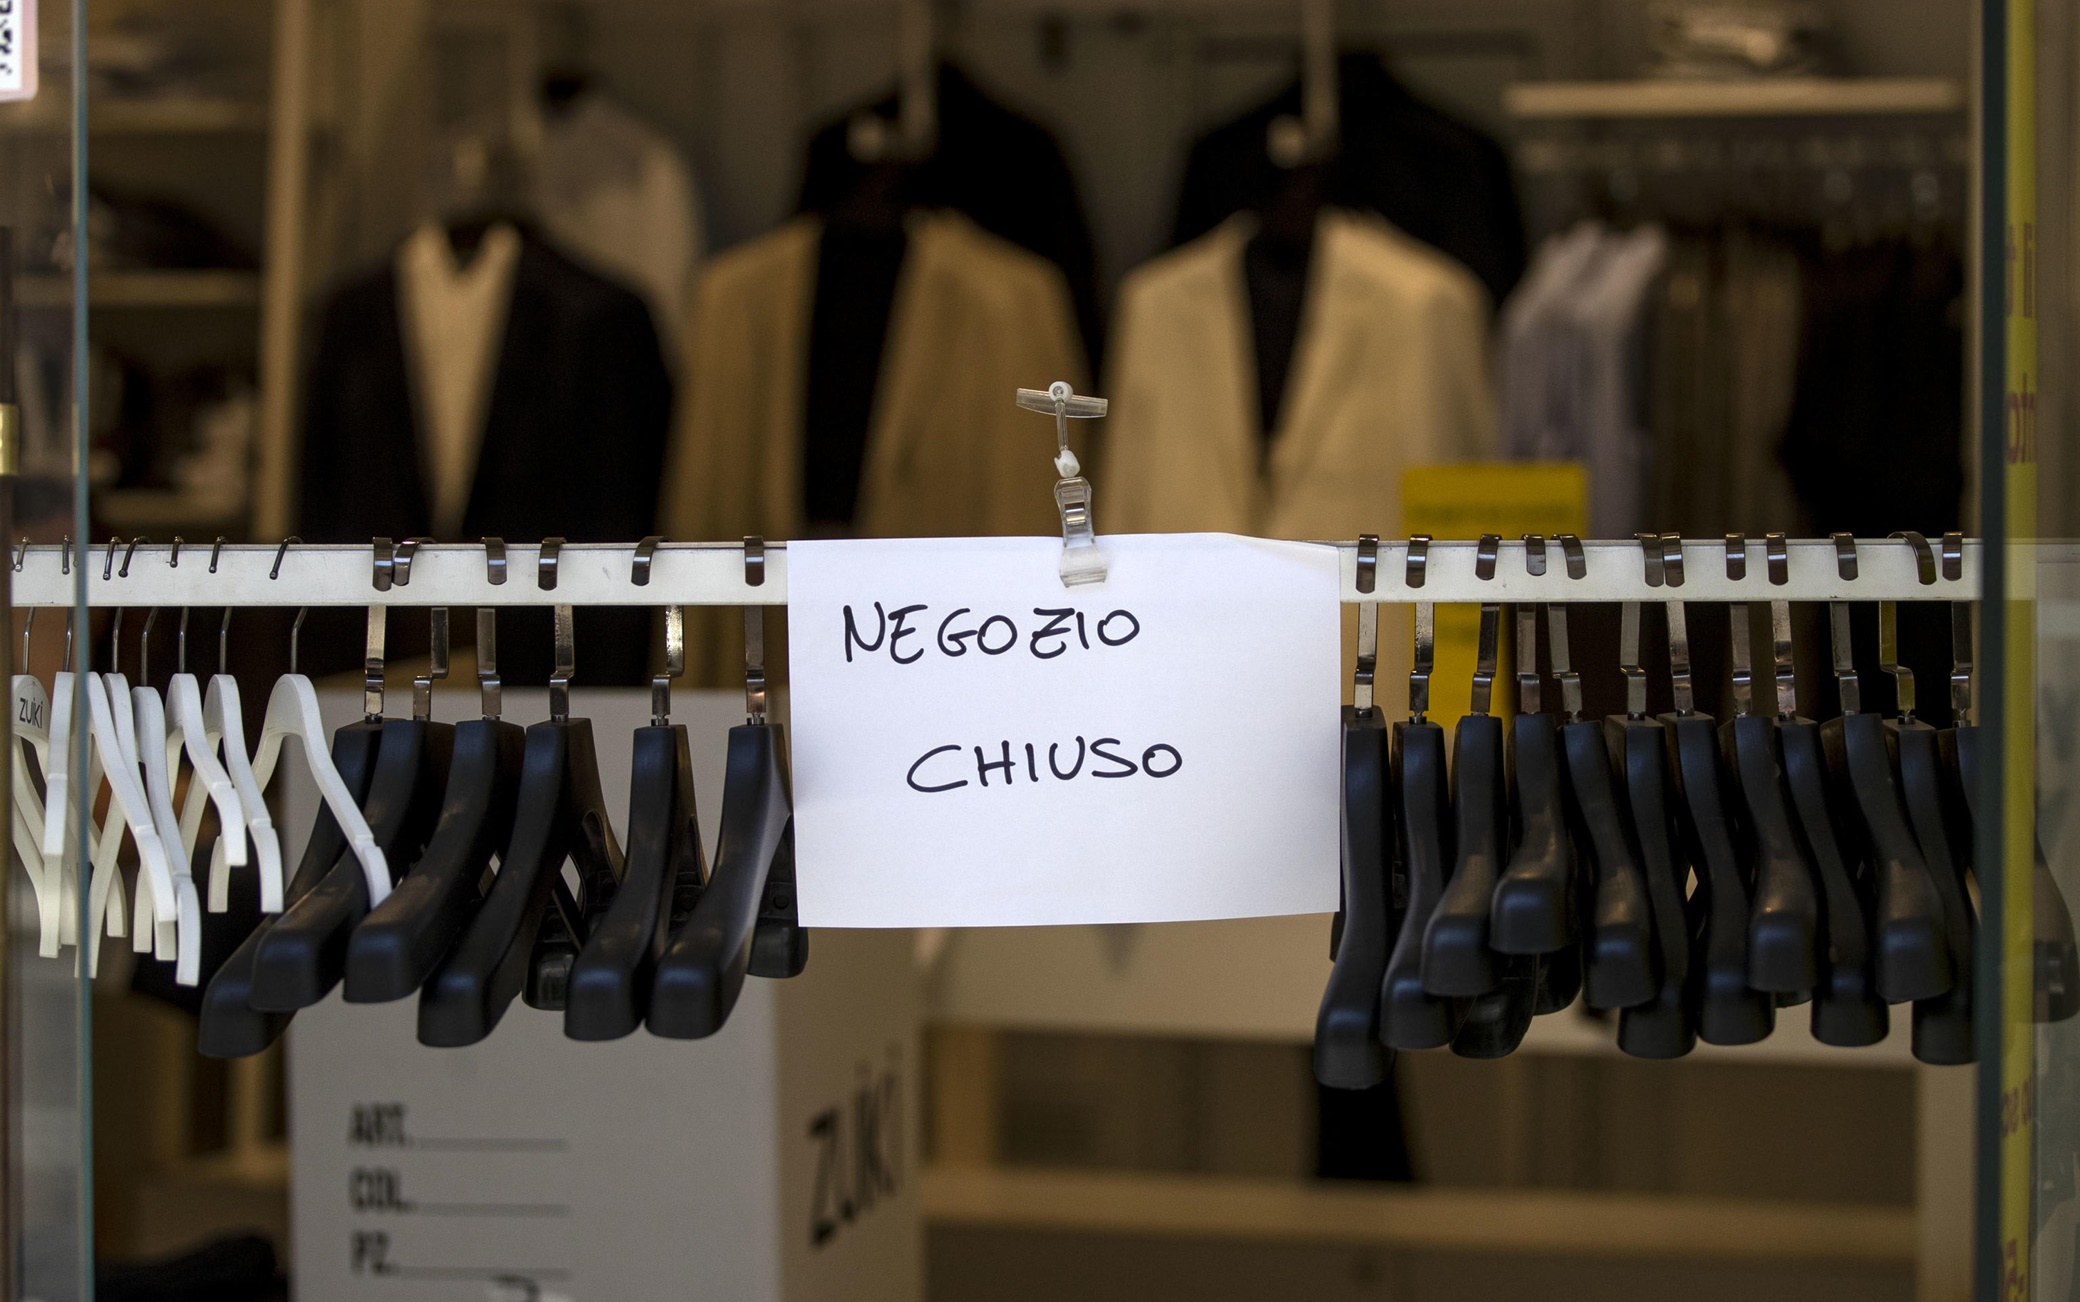 NEGOZIO
CHIUSO
zuiki
ART.
COL.
PZ.
ZUIKI